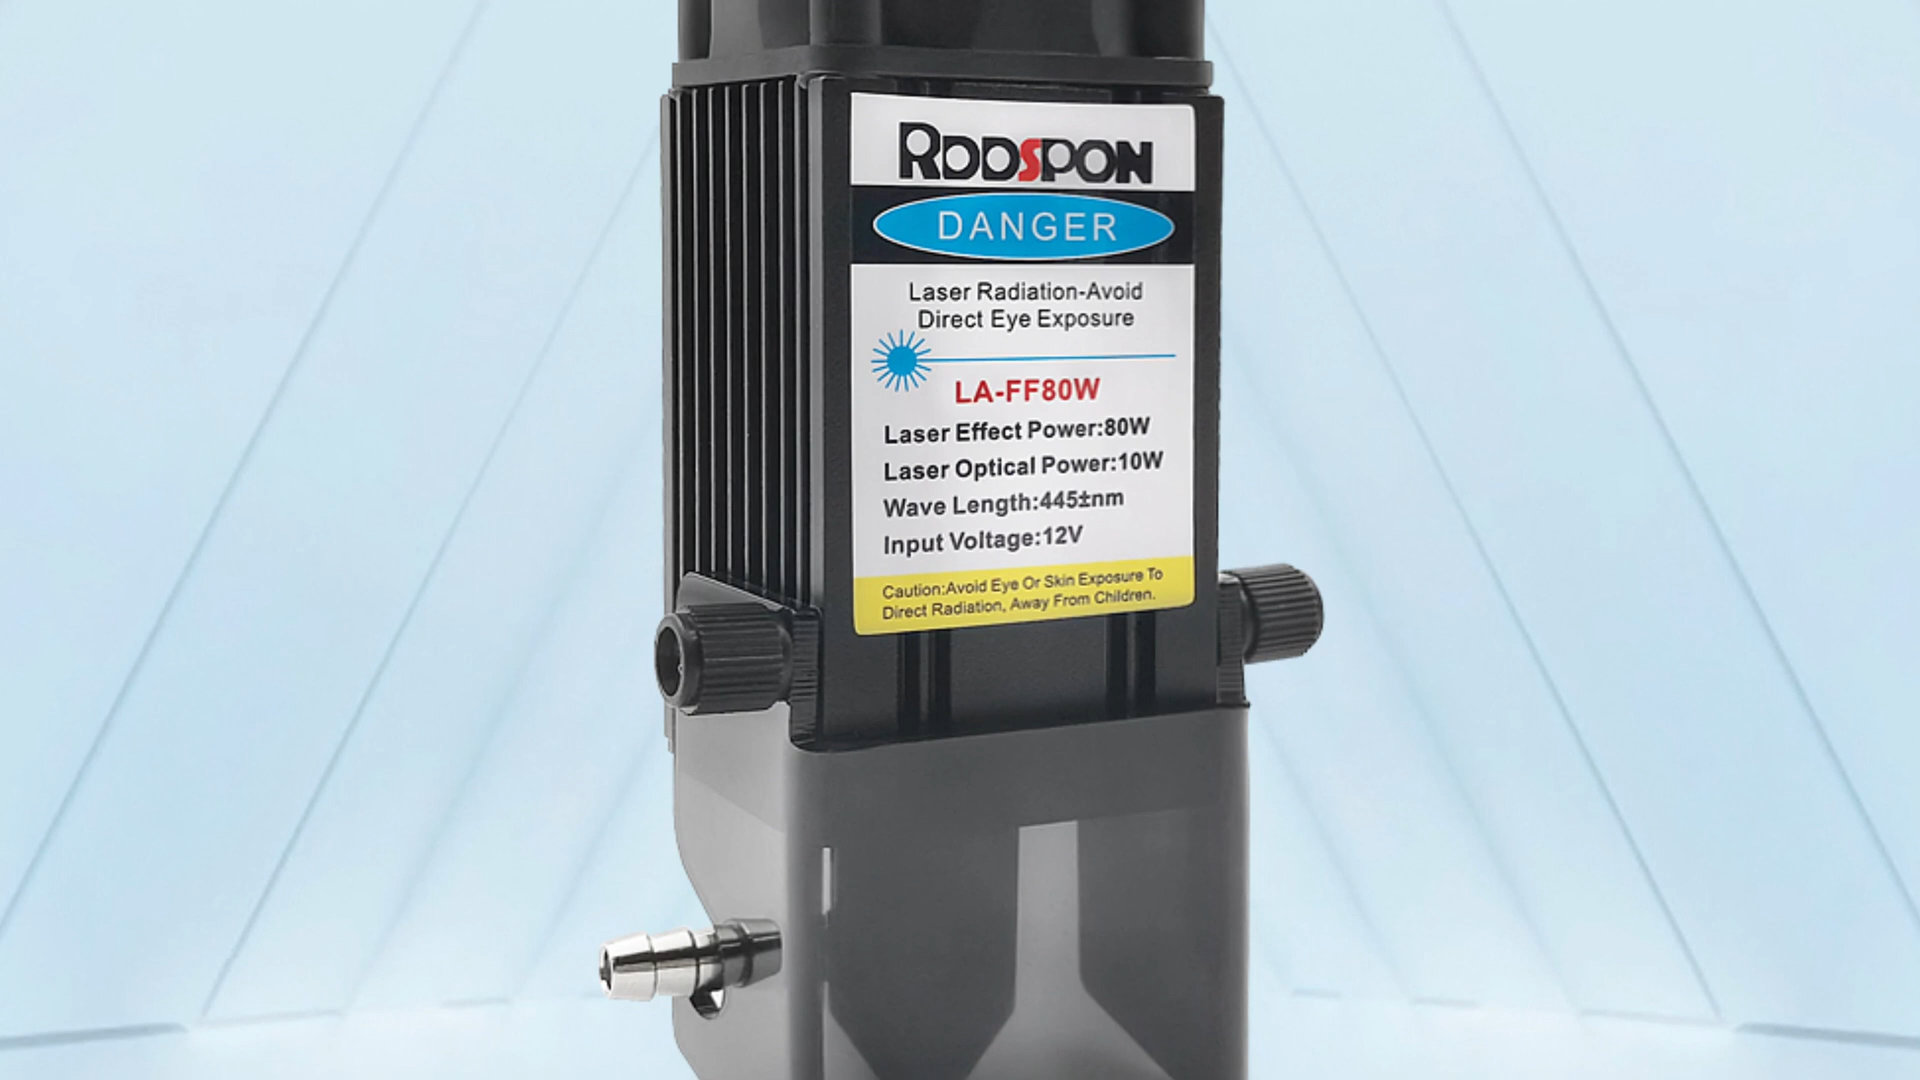 RDDSPON
DANGER
Laser Radiation-Avoid
Direct Eye Exposure
LA-FF80W
Laser Effect Power:80W
Laser Optical Power:10W
Wave Length:445±nm
Input Voltage:12V
Caution:Avoid Eye Or Skin Exposure To
Direct Radiation, Away From Children.